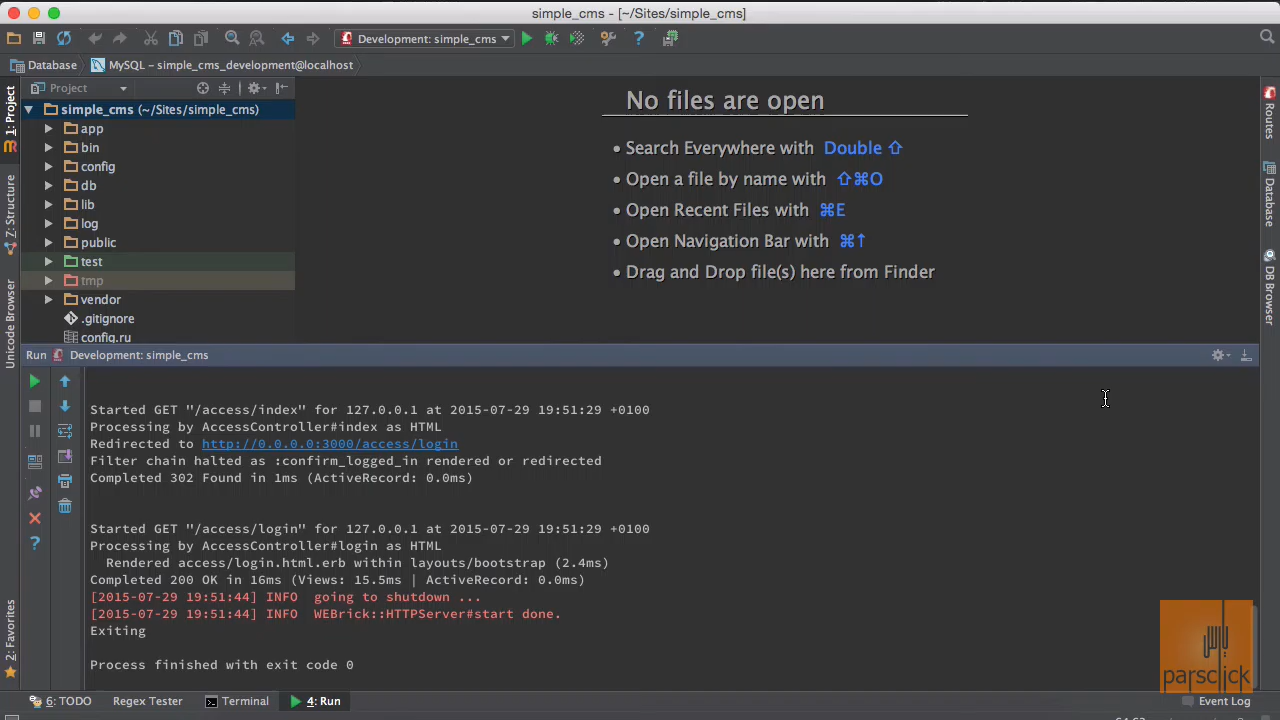 simple_cms - [~/Sites/simple_cms]
Development: simple_cms
Database MySQL – simple_cms_development@localhost
Project
1: Project
7: Structure
Unicode Browser
2: Favorites
simple_cms (~/Sites/simple_cms)
app
bin
config
db
lib
log
public
test
tmp
vendor
.gitignore
config.ru
No files are open
• Search Everywhere with Double ⇧
• Open a file by name with ⇧⌘O
• Open Recent Files with ⌘E
• Open Navigation Bar with ⌘↑
• Drag and Drop file(s) here from Finder
Routes
Database
DB Browser
Run Development: simple_cms
Started GET "/access/index" for 127.0.0.1 at 2015-07-29 19:51:29 +0100
Processing by AccessController#index as HTML
Redirected to http://0.0.0.0:3000/access/login
Filter chain halted as :confirm_logged_in rendered or redirected
Completed 302 Found in 1ms (ActiveRecord: 0.0ms)
Started GET "/access/login" for 127.0.0.1 at 2015-07-29 19:51:29 +0100
Processing by AccessController#login as HTML
Rendered access/login.html.erb within layouts/bootstrap (2.4ms)
Completed 200 OK in 16ms (Views: 15.5ms | ActiveRecord: 0.0ms)
[2015-07-29 19:51:44] INFO going to shutdown ...
[2015-07-29 19:51:44] INFO WEBrick::HTTPServer#start done.
Exiting
Process finished with exit code 0
parsclick
6: TODO Regex Tester Terminal 4: Run Event Log